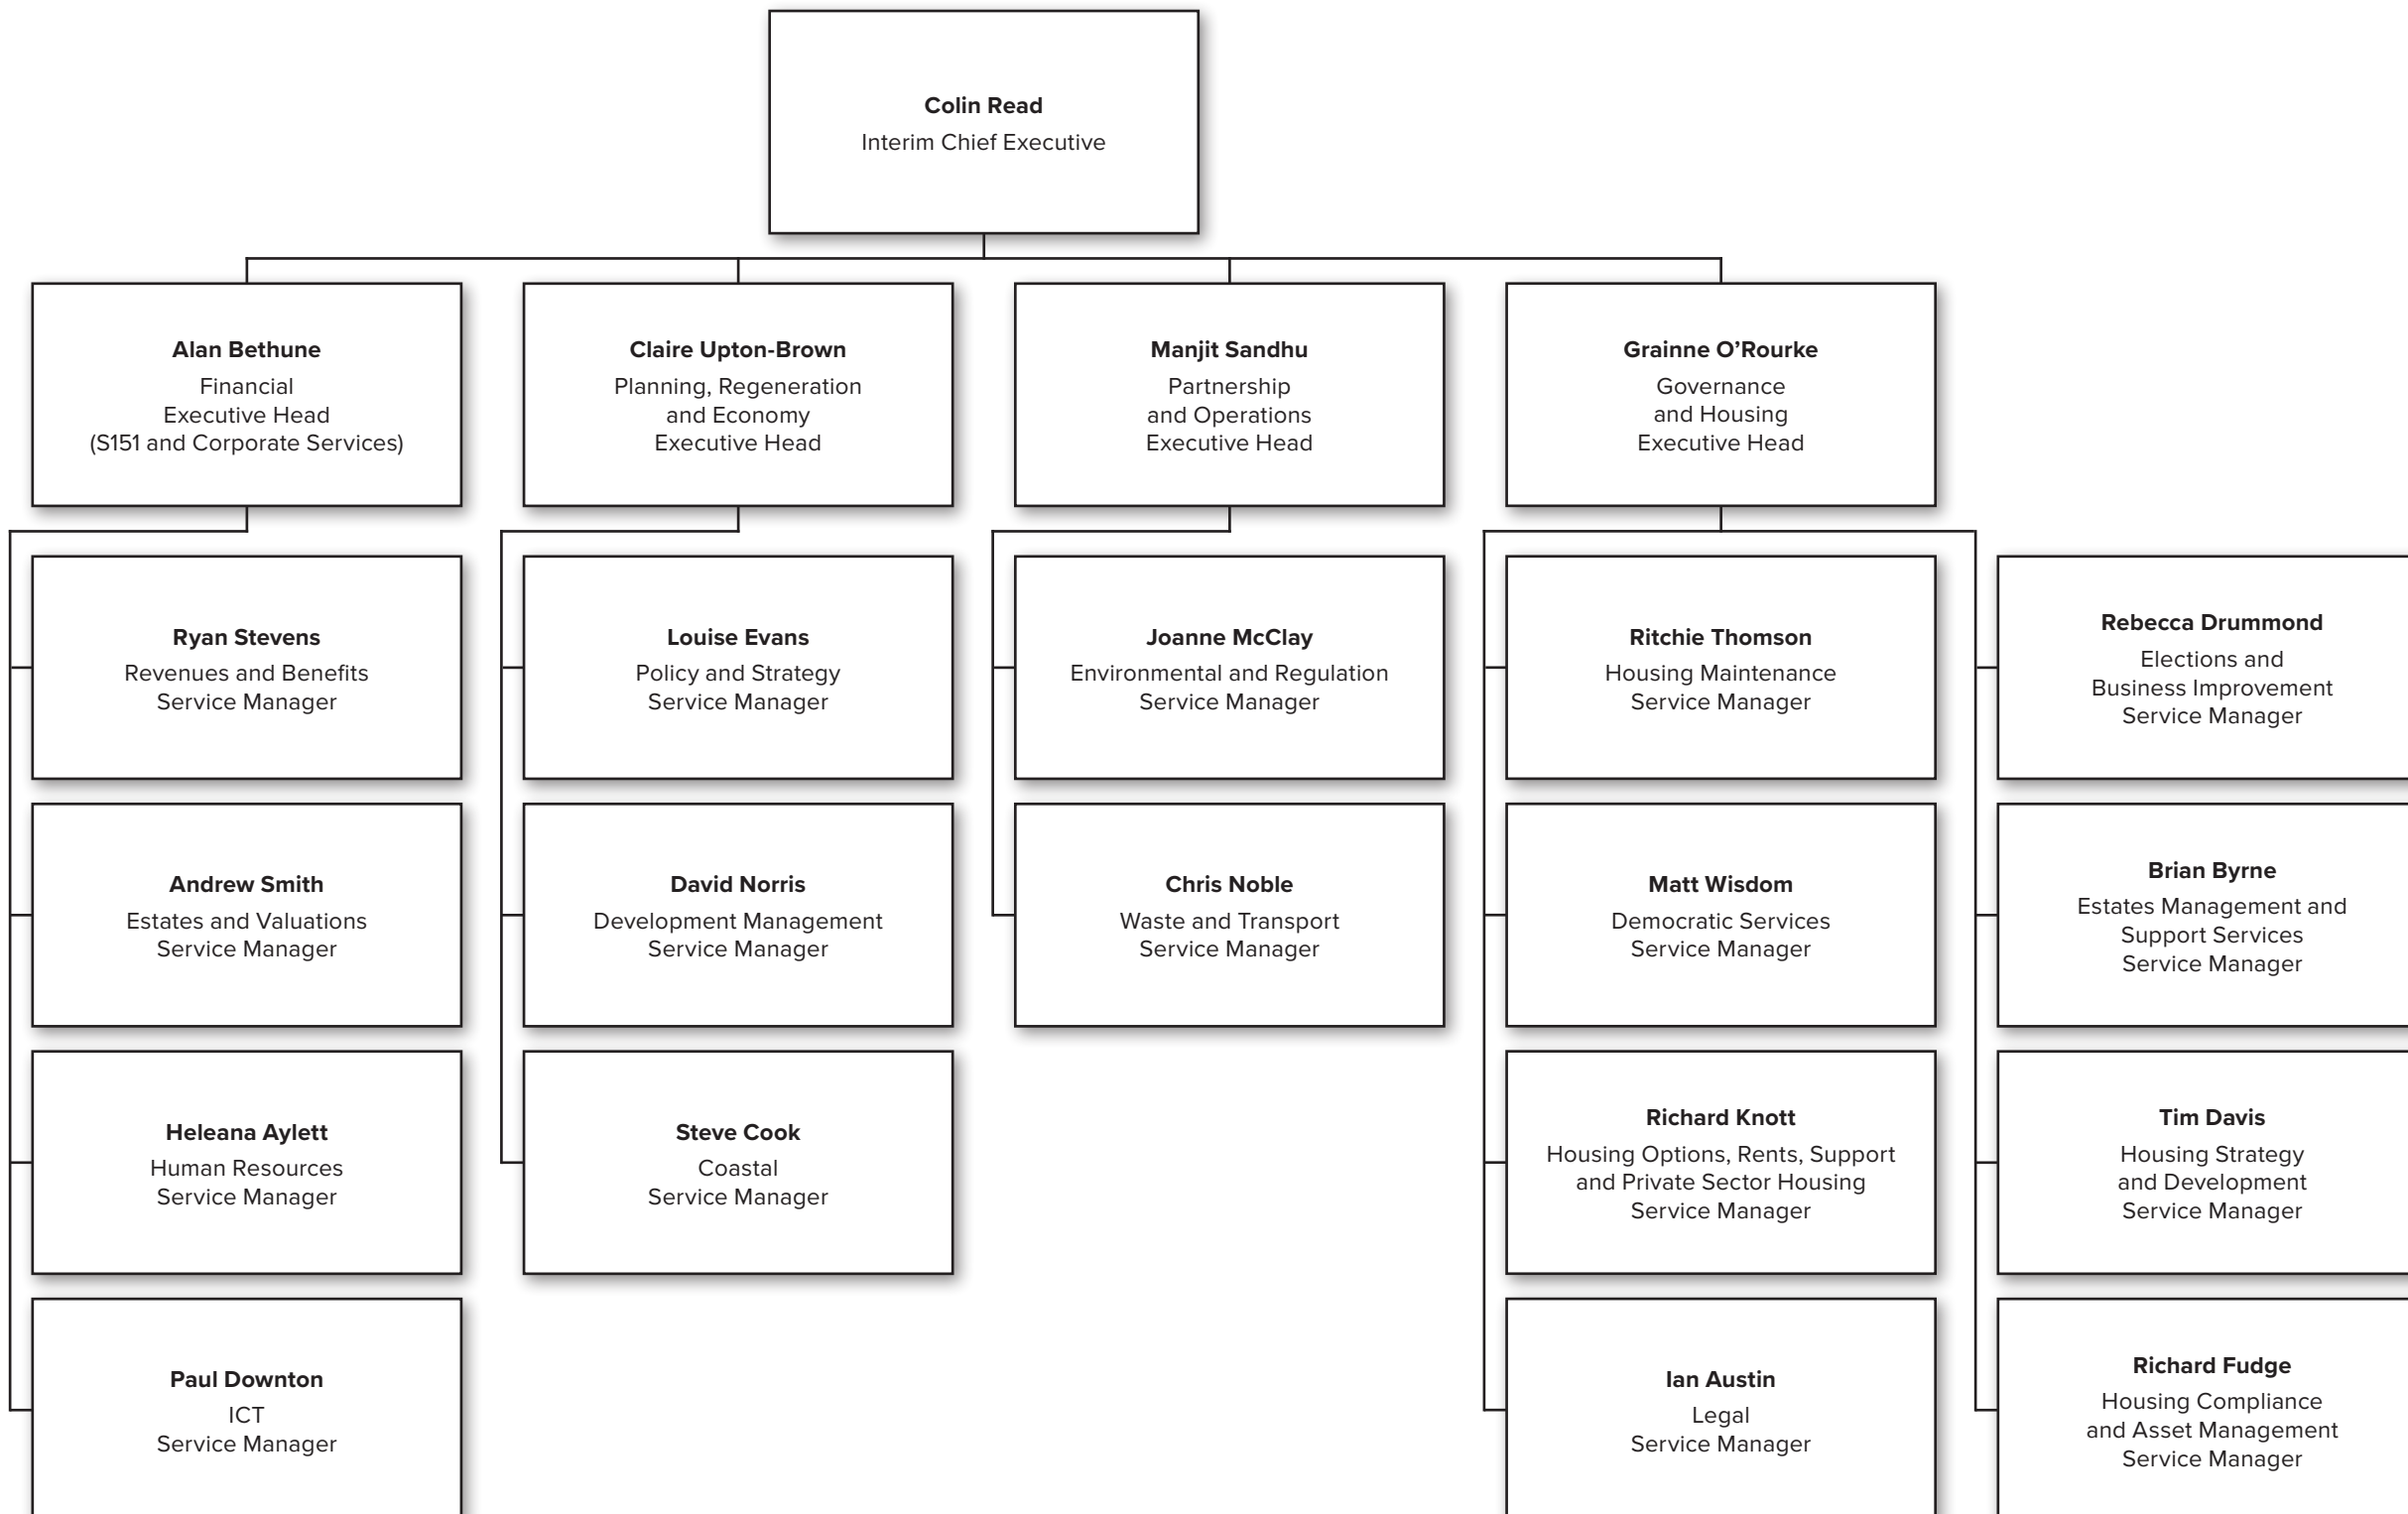 Colin Read
Interim Chief Executive
Alan Bethune
Financial
Executive Head
(S151 and Corporate Services)
Claire Upton-Brown
Planning, Regeneration
and Economy
Executive Head
Manjit Sandhu
Partnership
and Operations
Executive Head
Grainne O’Rourke
Governance
and Housing
Executive Head
Ryan Stevens
Revenues and Benefits
Service Manager
Andrew Smith
Estates and Valuations
Service Manager
Heleana Aylett
Human Resources
Service Manager
Paul Downton
ICT
Service Manager
Louise Evans
Policy and Strategy
Service Manager
David Norris
Development Management
Service Manager
Steve Cook
Coastal
Service Manager
Joanne McClay
Environmental and Regulation
Service Manager
Chris Noble
Waste and Transport
Service Manager
Ritchie Thomson
Housing Maintenance
Service Manager
Matt Wisdom
Democratic Services
Service Manager
Richard Knott
Housing Options, Rents, Support
and Private Sector Housing
Service Manager
Ian Austin
Legal
Service Manager
Rebecca Drummond
Elections and
Business Improvement
Service Manager
Brian Byrne
Estates Management and
Support Services
Service Manager
Tim Davis
Housing Strategy
and Development
Service Manager
Richard Fudge
Housing Compliance
and Asset Management
Service Manager